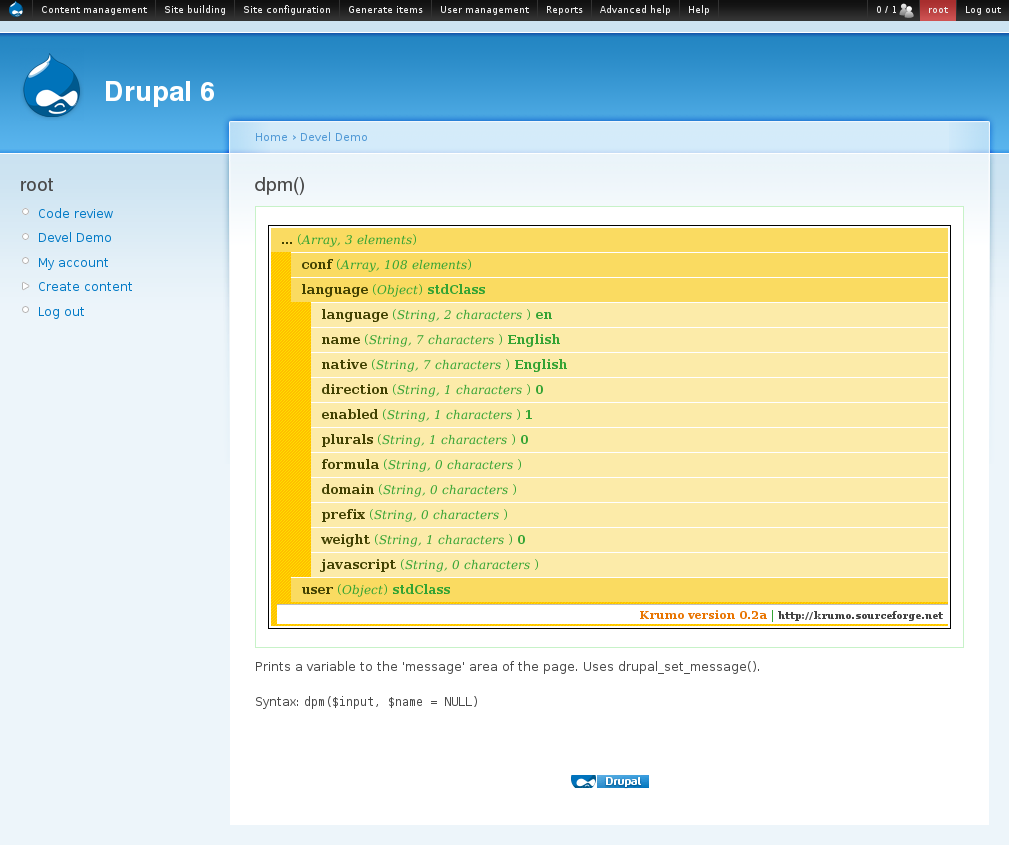 Content management Site building Site configuration Generate items User management Reports Advanced help Help 0 / 1 root Log out
Drupal 6
Home › Devel Demo
root
Code review
Devel Demo
My account
Create content
Log out
dpm()
... (Array, 3 elements)
conf (Array, 108 elements)
language (Object) stdClass
language (String, 2 characters ) en
name (String, 7 characters ) English
native (String, 7 characters ) English
direction (String, 1 characters ) 0
enabled (String, 1 characters ) 1
plurals (String, 1 characters ) 0
formula (String, 0 characters )
domain (String, 0 characters )
prefix (String, 0 characters )
weight (String, 1 characters ) 0
javascript (String, 0 characters )
user (Object) stdClass
Krumo version 0.2a | http://krumo.sourceforge.net
Prints a variable to the 'message' area of the page. Uses drupal_set_message().
Syntax: dpm($input, $name = NULL)
Drupal